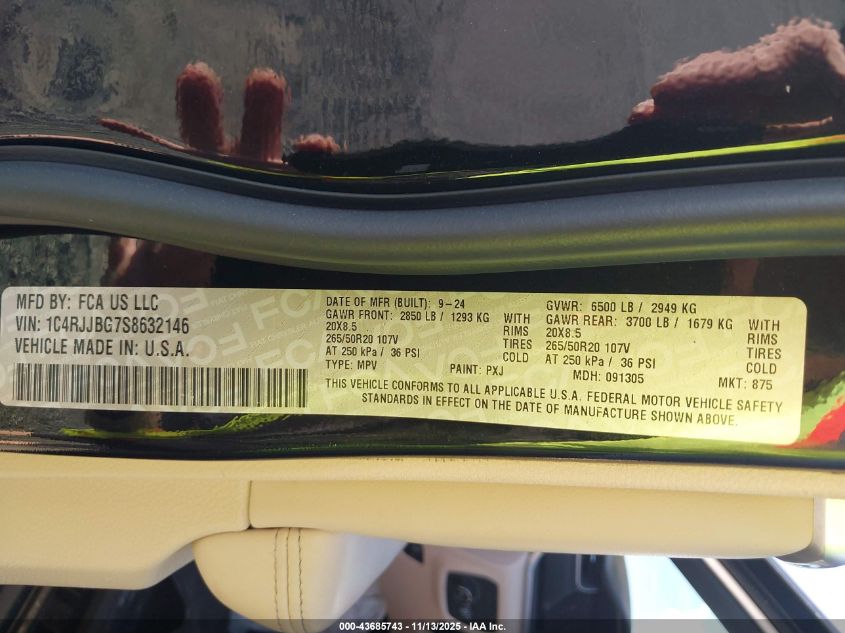 MFD BY: FCA US LLC
VIN: 1C4RJJBG7S8632146
VEHICLE MADE IN: U.S.A.
DATE OF MFR (BUILT): 9-24 GVWR: 6500 LB / 2949 KG
GAWR FRONT: 2850 LB / 1293 KG WITH GAWR REAR: 3700 LB / 1679 KG WITH
20X8.5 RIMS 20X8.5 RIMS
265/50R20 107V TIRES 265/50R20 107V TIRES
AT 250 kPa / 36 PSI COLD AT 250 kPa / 36 PSI COLD
TYPE: MPV PAINT: PXJ MDH: 091305 MKT: 875
THIS VEHICLE CONFORMS TO ALL APPLICABLE U.S.A. FEDERAL MOTOR VEHICLE SAFETY
STANDARDS IN EFFECT ON THE DATE OF MANUFACTURE SHOWN ABOVE.
000-43685743 - 11/13/2025 - IAA Inc.